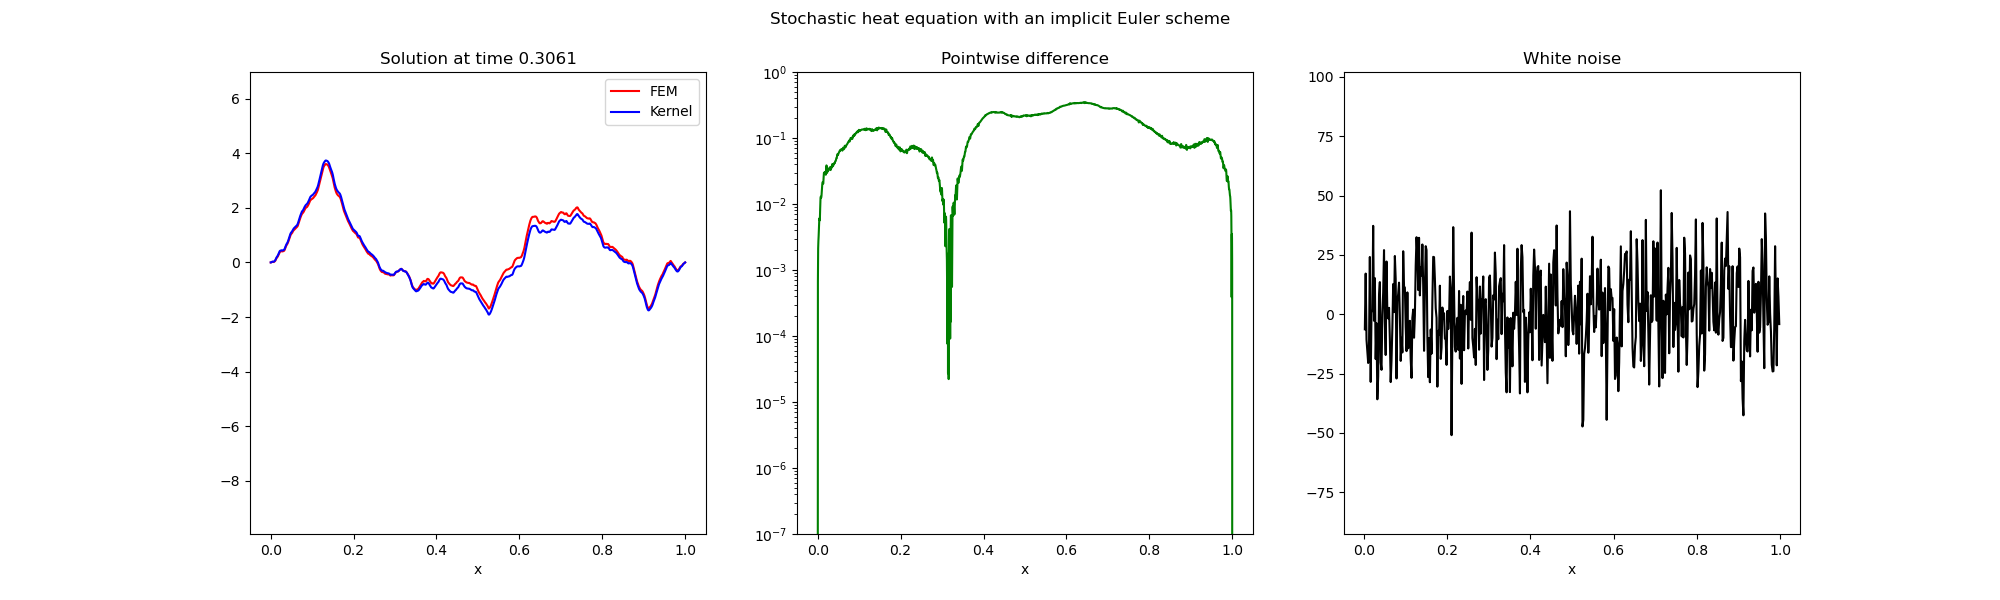 Stochastic heat equation with an implicit Euler scheme
Solution at time 0.3061
FEM
Kernel
6
4
2
0
−2
−4
−6
−8
0.0 0.2 0.4 0.6 0.8 1.0
x
Pointwise difference
10⁰
10⁻¹
10⁻²
10⁻³
10⁻⁴
10⁻⁵
10⁻⁶
10⁻⁷
0.0 0.2 0.4 0.6 0.8 1.0
x
White noise
100
75
50
25
0
−25
−50
−75
0.0 0.2 0.4 0.6 0.8 1.0
x